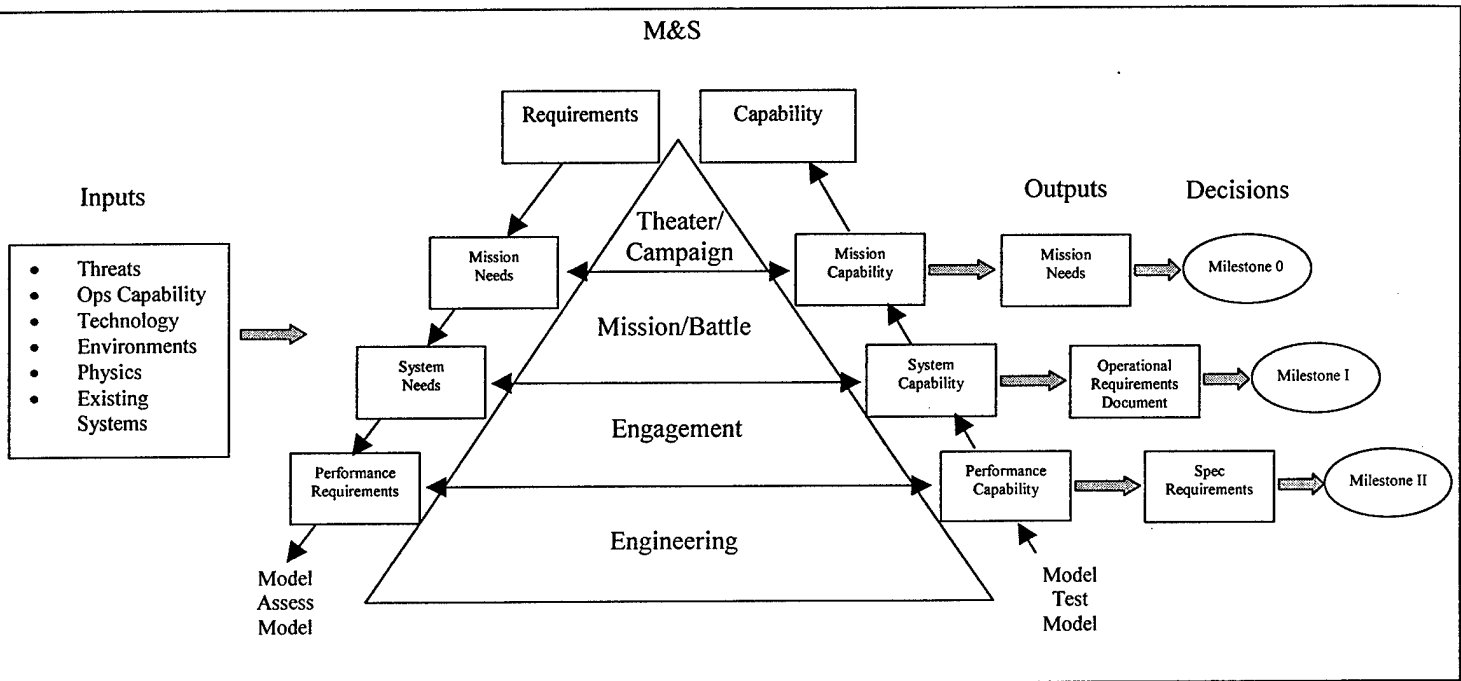 M&S
Requirements
Capability
Inputs
Outputs
Decisions
• Threats
• Ops Capability
• Technology
• Environments
• Physics
• Existing
Systems
Theater/
Campaign
Mission
Needs
Mission
Capability
Mission
Needs
Milestone 0
Mission/Battle
System
Needs
System
Capability
Operational
Requirements
Document
Milestone I
Engagement
Performance
Requirements
Performance
Capability
Spec
Requirements
Milestone II
Engineering
Model
Assess
Model
Model
Test
Model